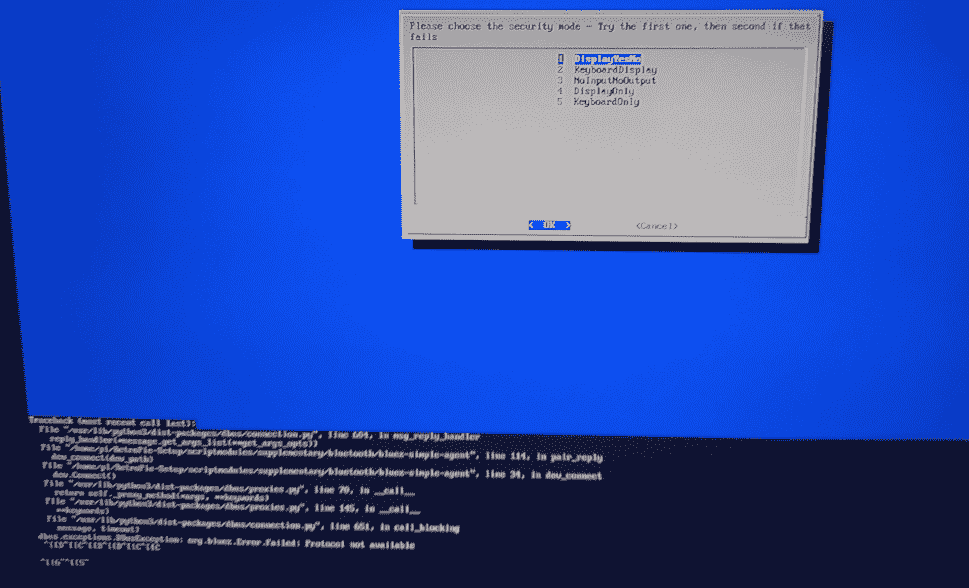 Please choose the security mode - Try the first one, then second if that
fails
1 DisplayYesNo
2 KeyboardDisplay
3 NoInputNoOutput
4 DisplayOnly
5 KeyboardOnly
< OK > <Cancel>
Traceback (most recent call last):
File "/usr/lib/python3/dist-packages/dbus/connection.py", line 604, in msg_reply_handler
reply_handler(*message.get_args_list(**get_args_opts))
File "/home/pi/RetroPie-Setup/scriptmodules/supplementary/bluetooth/bluez-simple-agent", line 114, in pair_reply
dev_connect(dev_path)
File "/home/pi/RetroPie-Setup/scriptmodules/supplementary/bluetooth/bluez-simple-agent", line 34, in dev_connect
dev.Connect()
File "/usr/lib/python3/dist-packages/dbus/proxies.py", line 70, in __call__
return self._proxy_method(*args, **keywords)
File "/usr/lib/python3/dist-packages/dbus/proxies.py", line 145, in __call__
**keywords)
File "/usr/lib/python3/dist-packages/dbus/connection.py", line 651, in call_blocking
message, timeout)
dbus.exceptions.DBusException: org.bluez.Error.Failed: Protocol not available